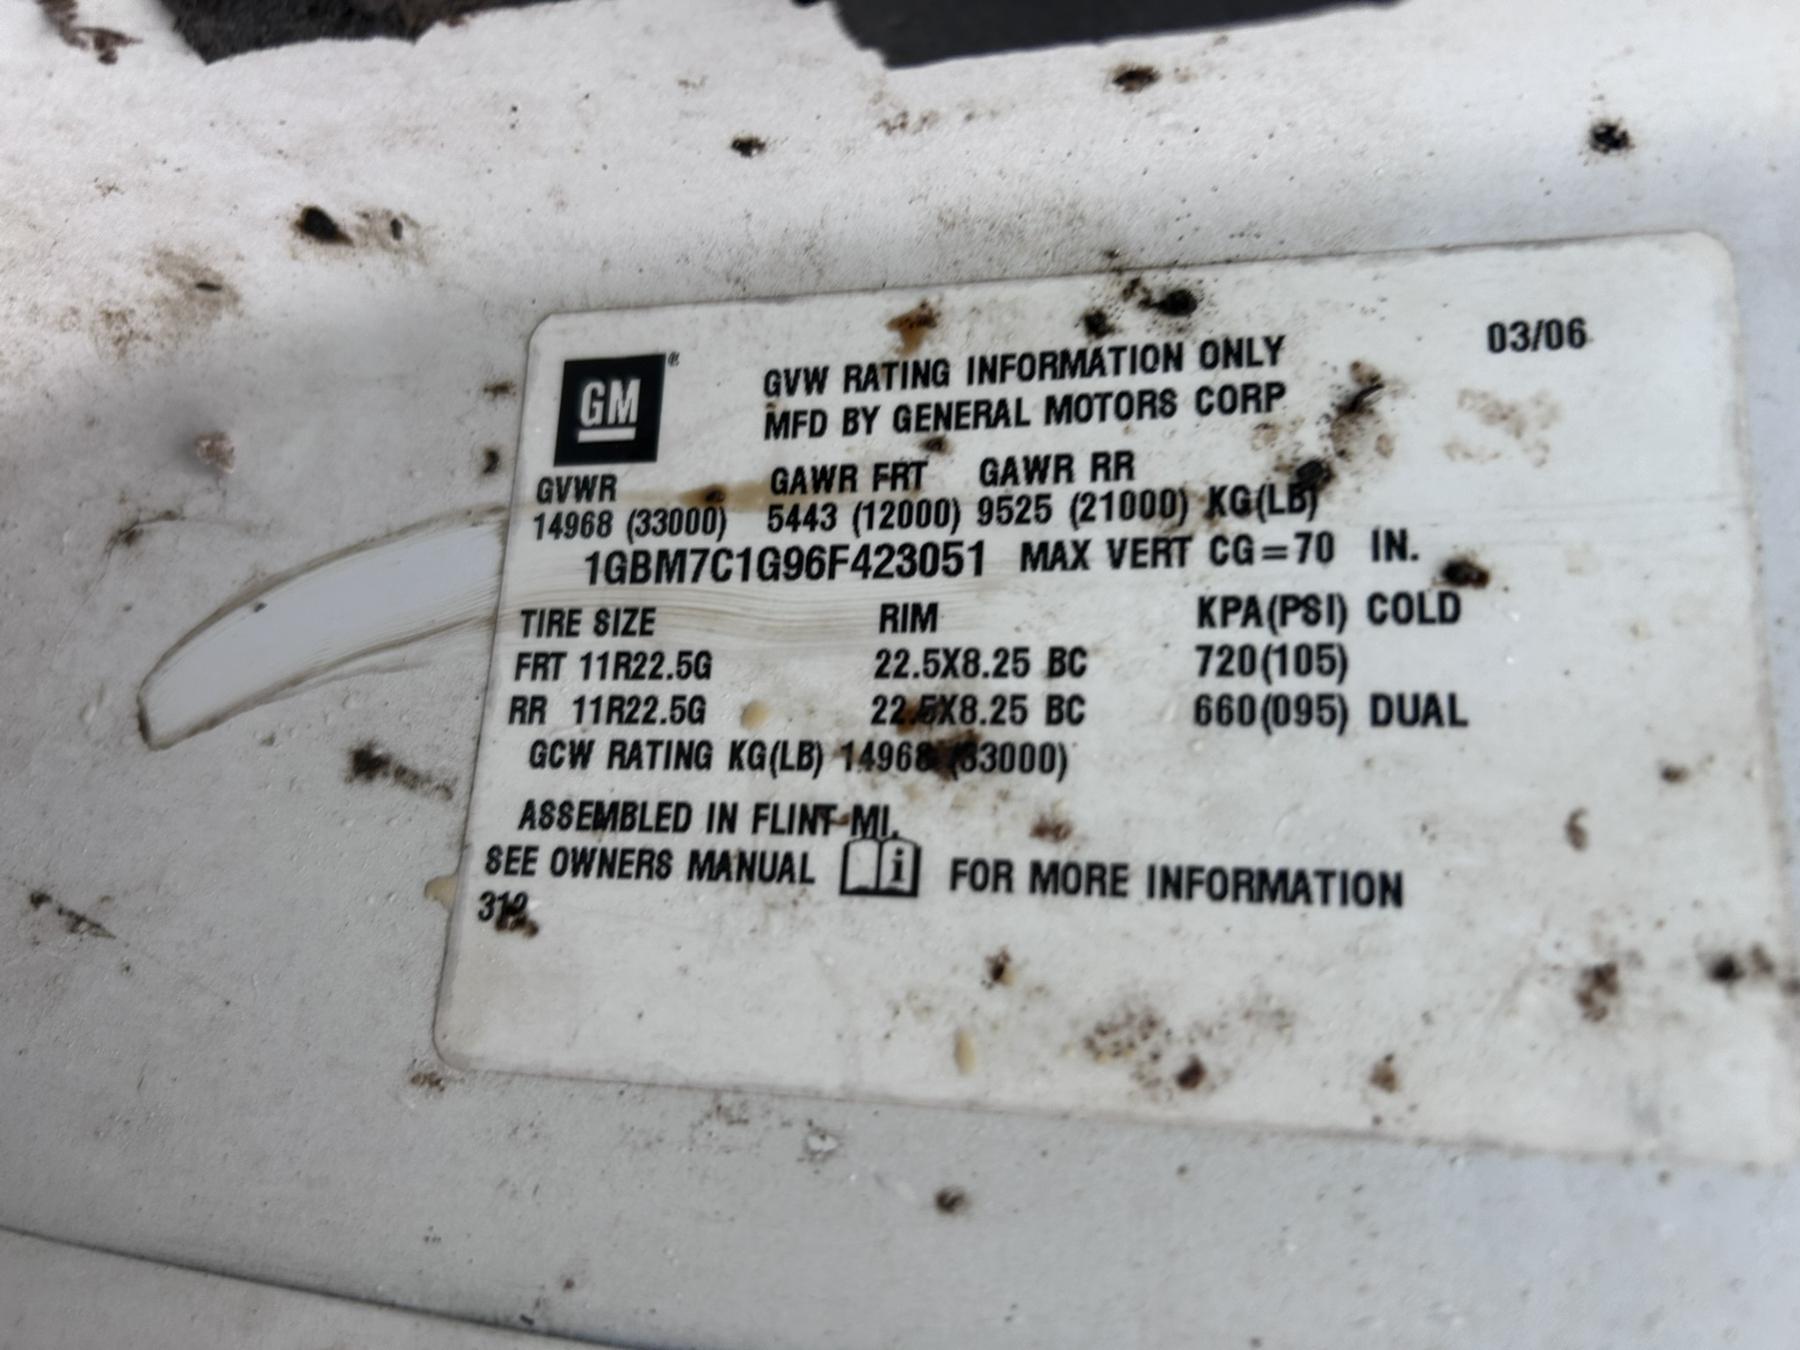 GM®
GVW RATING INFORMATION ONLY 03/06
MFD BY GENERAL MOTORS CORP
GVWR GAWR FRT GAWR RR
14968 (33000) 5443 (12000) 9525 (21000) KG(LB)
1GBM7C1G96F423051 MAX VERT CG=70 IN.
TIRE SIZE RIM KPA(PSI) COLD
FRT 11R22.5G 22.5X8.25 BC 720(105)
RR 11R22.5G 22.5X8.25 BC 660(095) DUAL
GCW RATING KG(LB) 14968 (33000)
ASSEMBLED IN FLINT MI.
SEE OWNERS MANUAL i FOR MORE INFORMATION
312